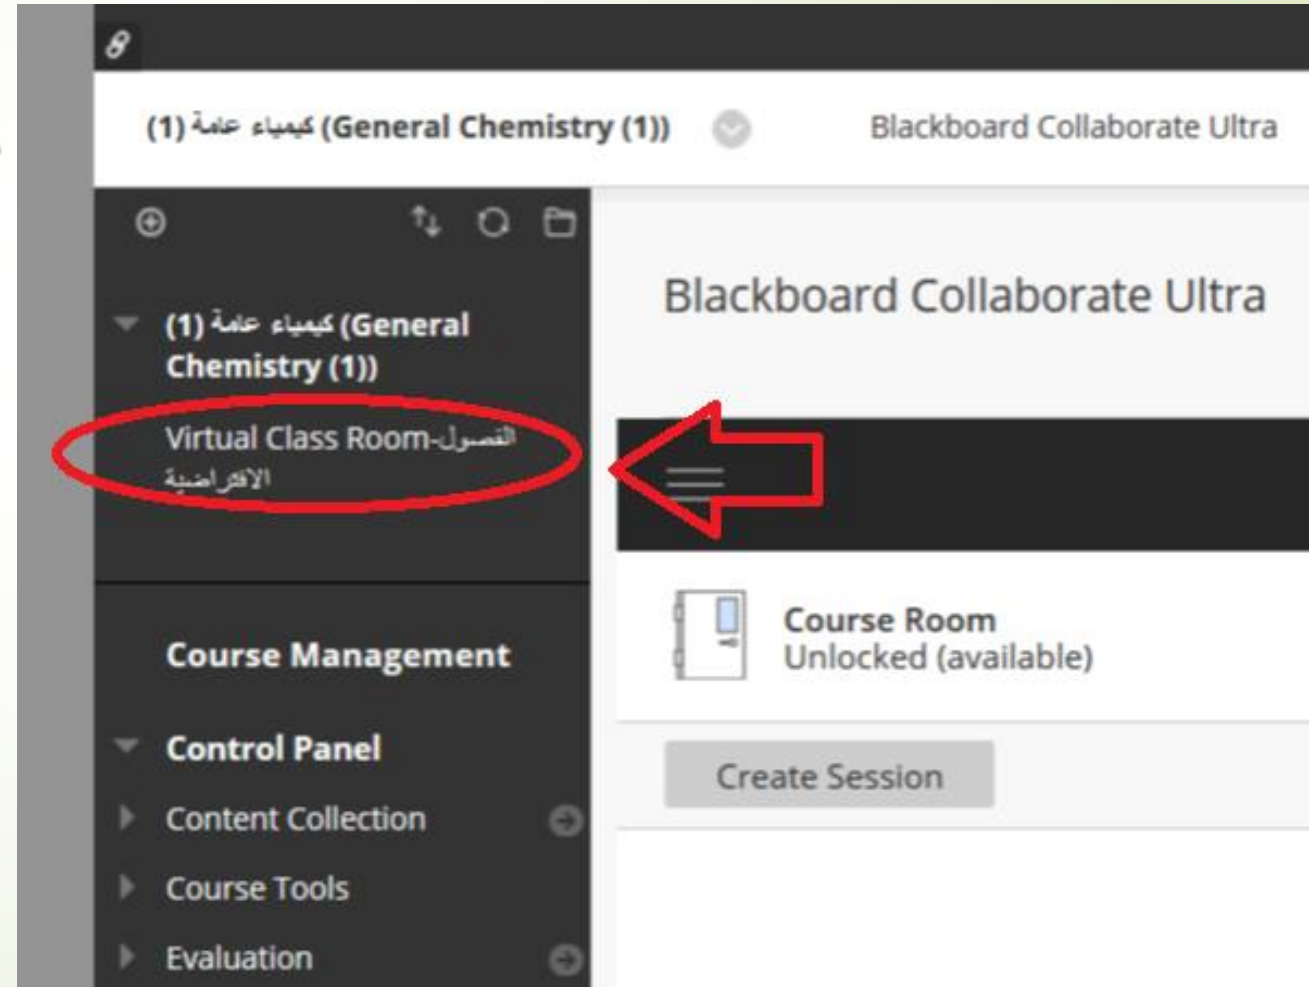 كيمياء عامة (1) (General Chemistry (1))
Blackboard Collaborate Ultra
كيمياء عامة (1) (General
Chemistry (1))
Blackboard Collaborate Ultra
Virtual Class Room-الفصول
الافتراضية
Course Room
Unlocked (available)
Course Management
Control Panel
Create Session
Content Collection
Course Tools
Evaluation